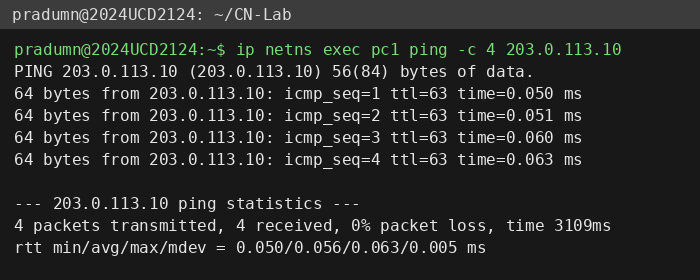 pradumn@2024UCD2124: ~/CN-Lab
pradumn@2024UCD2124:~$ ip netns exec pc1 ping -c 4 203.0.113.10
PING 203.0.113.10 (203.0.113.10) 56(84) bytes of data.
64 bytes from 203.0.113.10: icmp_seq=1 ttl=63 time=0.050 ms
64 bytes from 203.0.113.10: icmp_seq=2 ttl=63 time=0.051 ms
64 bytes from 203.0.113.10: icmp_seq=3 ttl=63 time=0.060 ms
64 bytes from 203.0.113.10: icmp_seq=4 ttl=63 time=0.063 ms
--- 203.0.113.10 ping statistics ---
4 packets transmitted, 4 received, 0% packet loss, time 3109ms
rtt min/avg/max/mdev = 0.050/0.056/0.063/0.005 ms